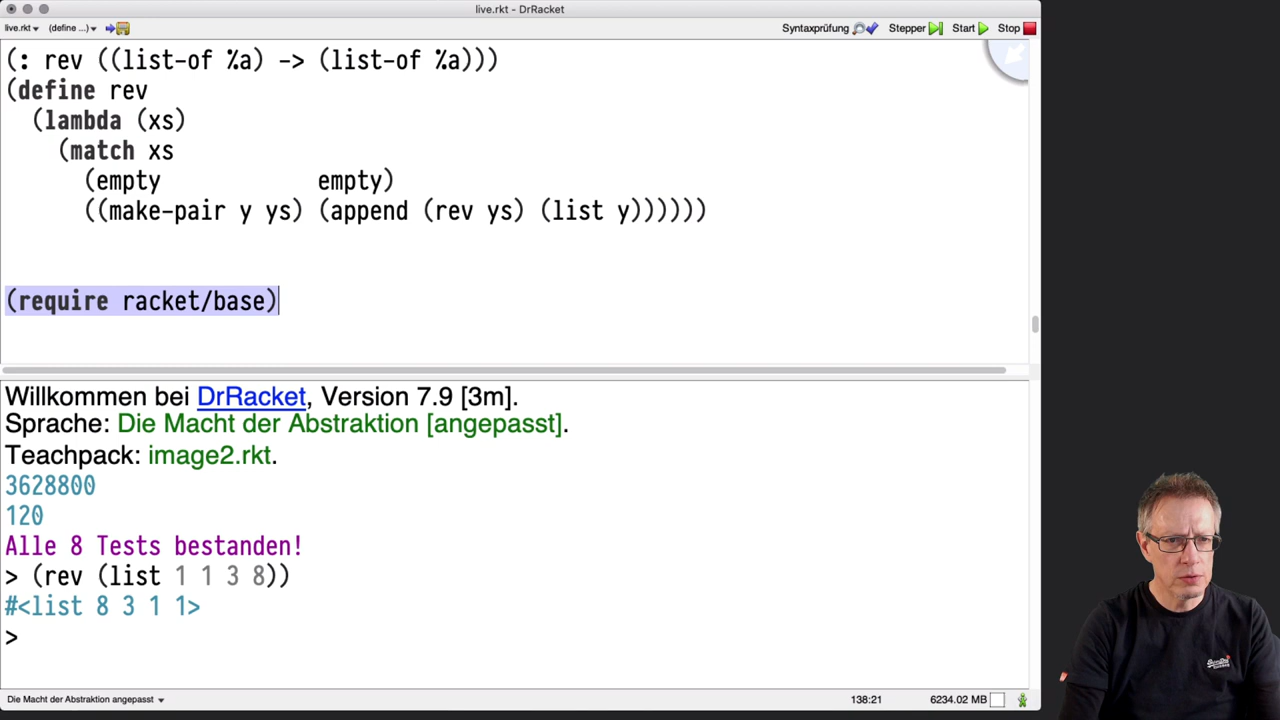 live.rkt - DrRacket
live.rkt (define ...) Syntaxprüfung Stepper Start Stop
(: rev ((list-of %a) -> (list-of %a)))
(define rev
(lambda (xs)
(match xs
(empty empty)
((make-pair y ys) (append (rev ys) (list y))))))
(require racket/base)
Willkommen bei DrRacket, Version 7.9 [3m].
Sprache: Die Macht der Abstraktion [angepasst].
Teachpack: image2.rkt.
3628800
120
Alle 8 Tests bestanden!
> (rev (list 1 1 3 8))
#<list 8 3 1 1>
>
Die Macht der Abstraktion angepasst 138:21 6234.02 MB